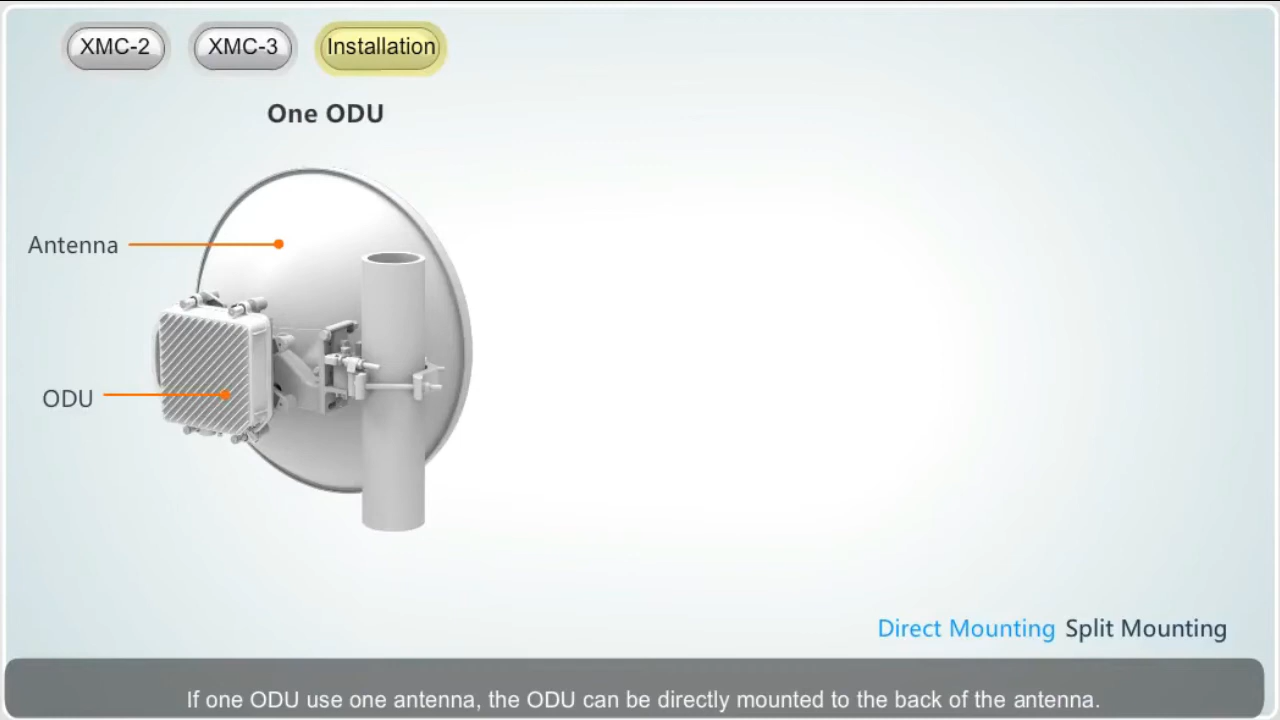 XMC-2 XMC-3 Installation
One ODU
Antenna
ODU
Direct Mounting Split Mounting
If one ODU use one antenna, the ODU can be directly mounted to the back of the antenna.